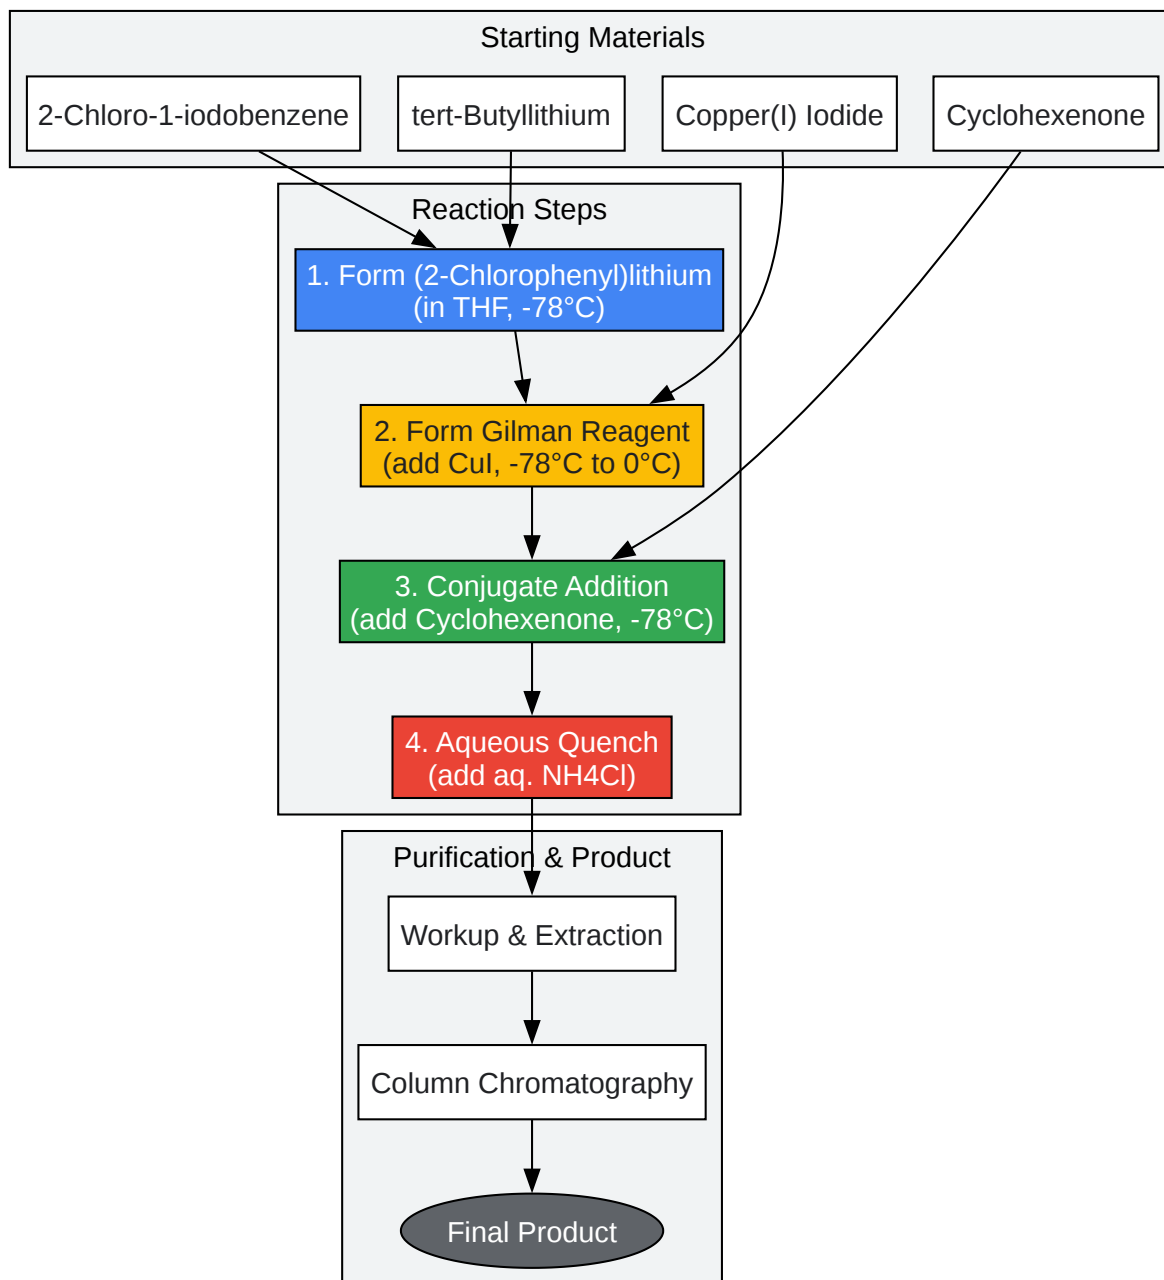 Starting Materials
2-Chloro-1-iodobenzene
tert-Butyllithium
Copper(I) Iodide
Cyclohexenone
Reaction Steps
1. Form (2-Chlorophenyl)lithium
(in THF, -78°C)
2. Form Gilman Reagent
(add CuI, -78°C to 0°C)
3. Conjugate Addition
(add Cyclohexenone, -78°C)
4. Aqueous Quench
(add aq. NH4Cl)
Purification & Product
Workup & Extraction
Column Chromatography
Final Product